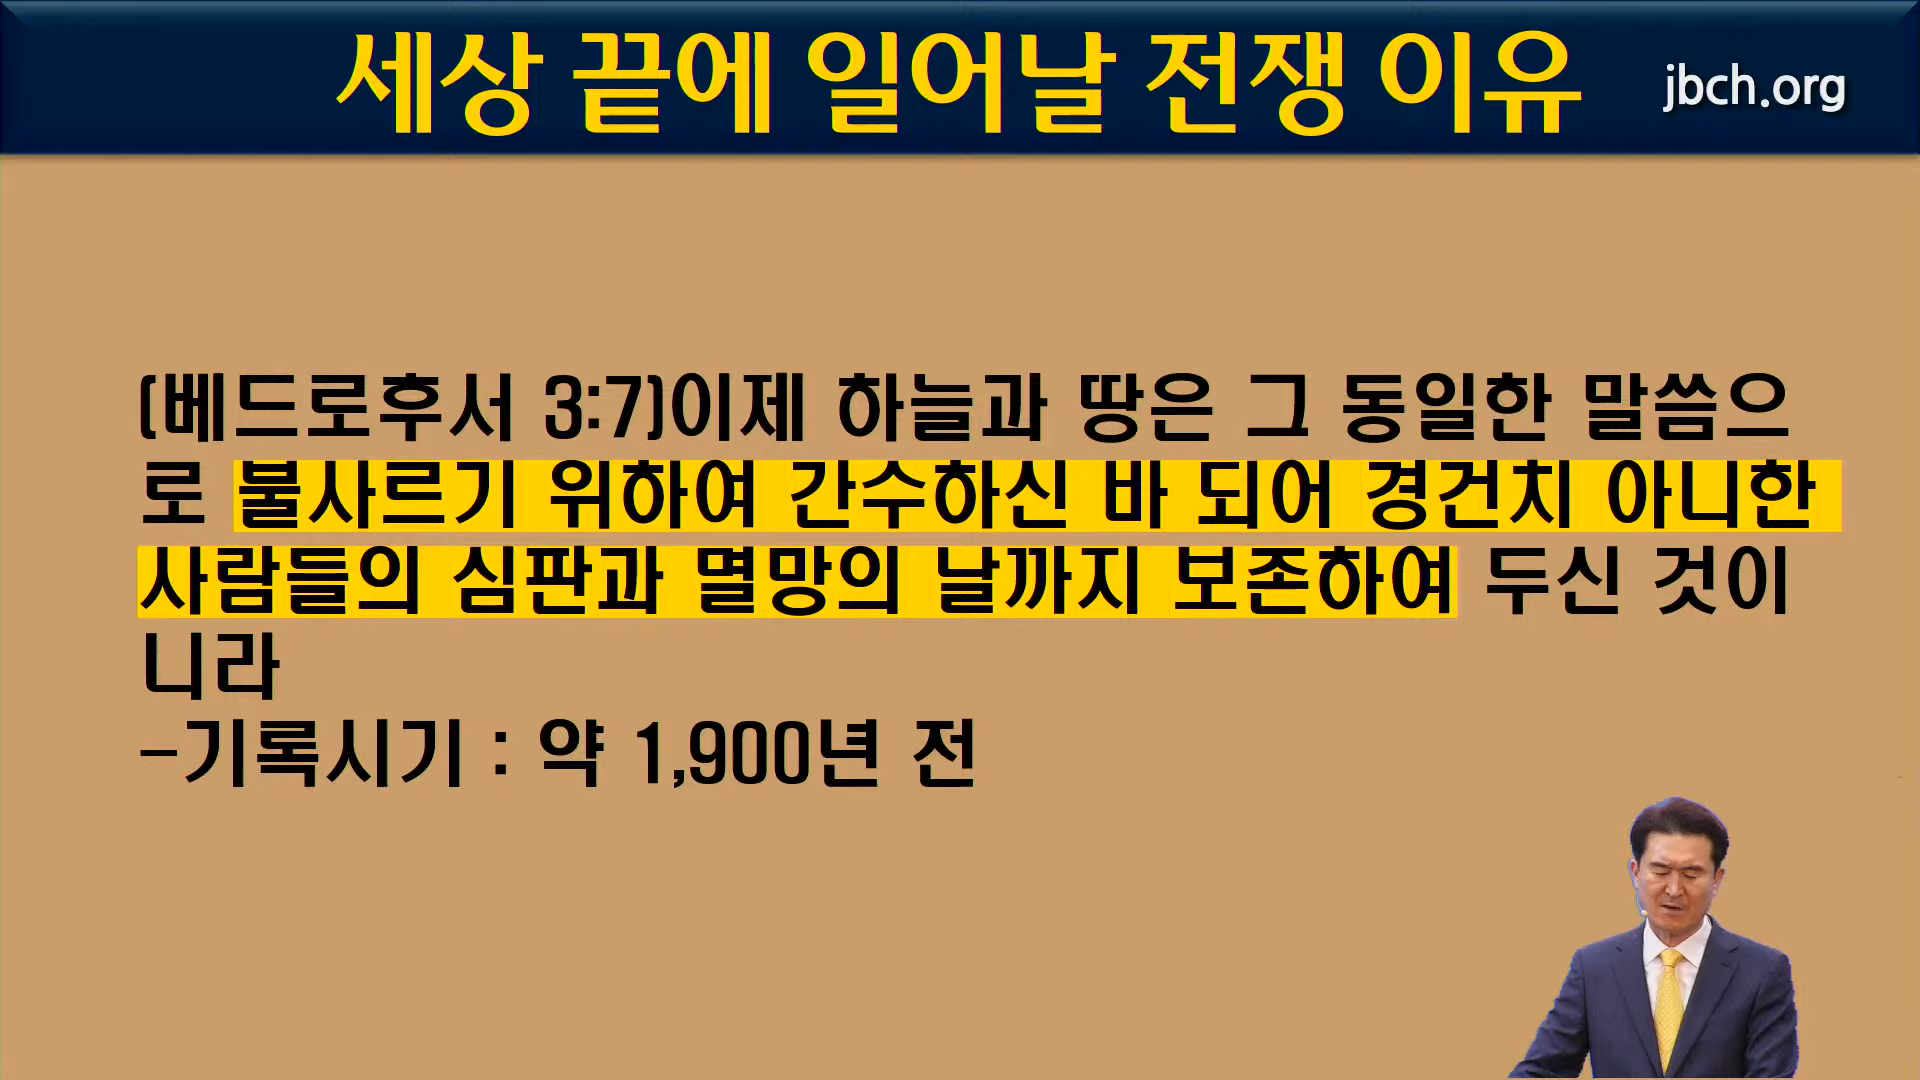 세상 끝에 일어날 전쟁 이유
jbch.org
(베드로후서 3:7)이제 하늘과 땅은 그 동일한 말씀으
로 불사르기 위하여 간수하신 바 되어 경건치 아니한
사람들의 심판과 멸망의 날까지 보존하여 두신 것이
니라
-기록시기 : 약 1,900년 전